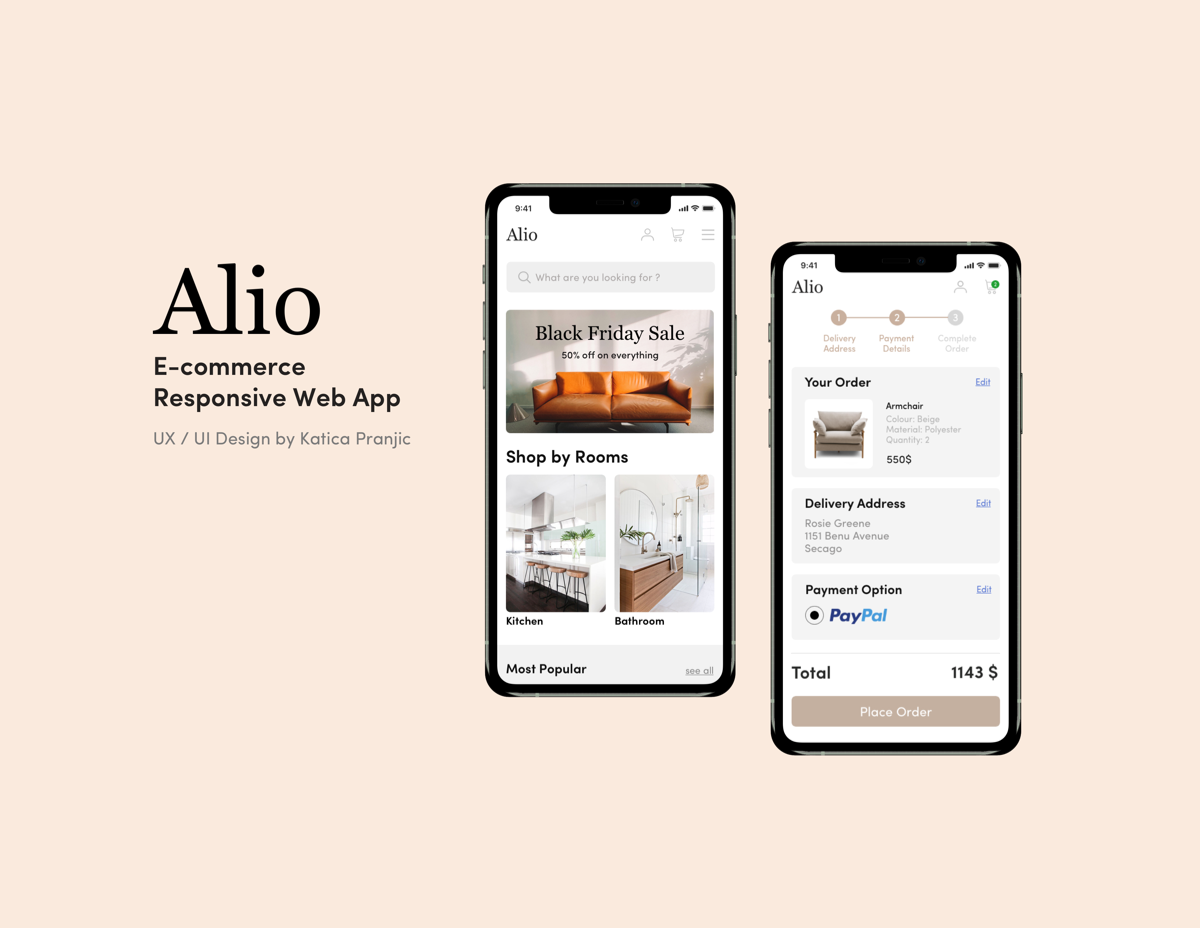 Alio
E-commerce
Responsive Web App
UX / UI Design by Katica Pranjic
9:41
Alio
What are you looking for ?
Black Friday Sale
50% off on everything
Shop by Rooms
Kitchen
Bathroom
Most Popular
see all
9:41
Alio
2
1
2
3
Delivery
Address
Payment
Details
Complete
Order
Your Order
Edit
Armchair
Colour: Beige
Material: Polyester
Quantity: 2
550$
Delivery Address
Edit
Rosie Greene
1151 Benu Avenue
Secago
Payment Option
Edit
PayPal
Total
1143 $
Place Order